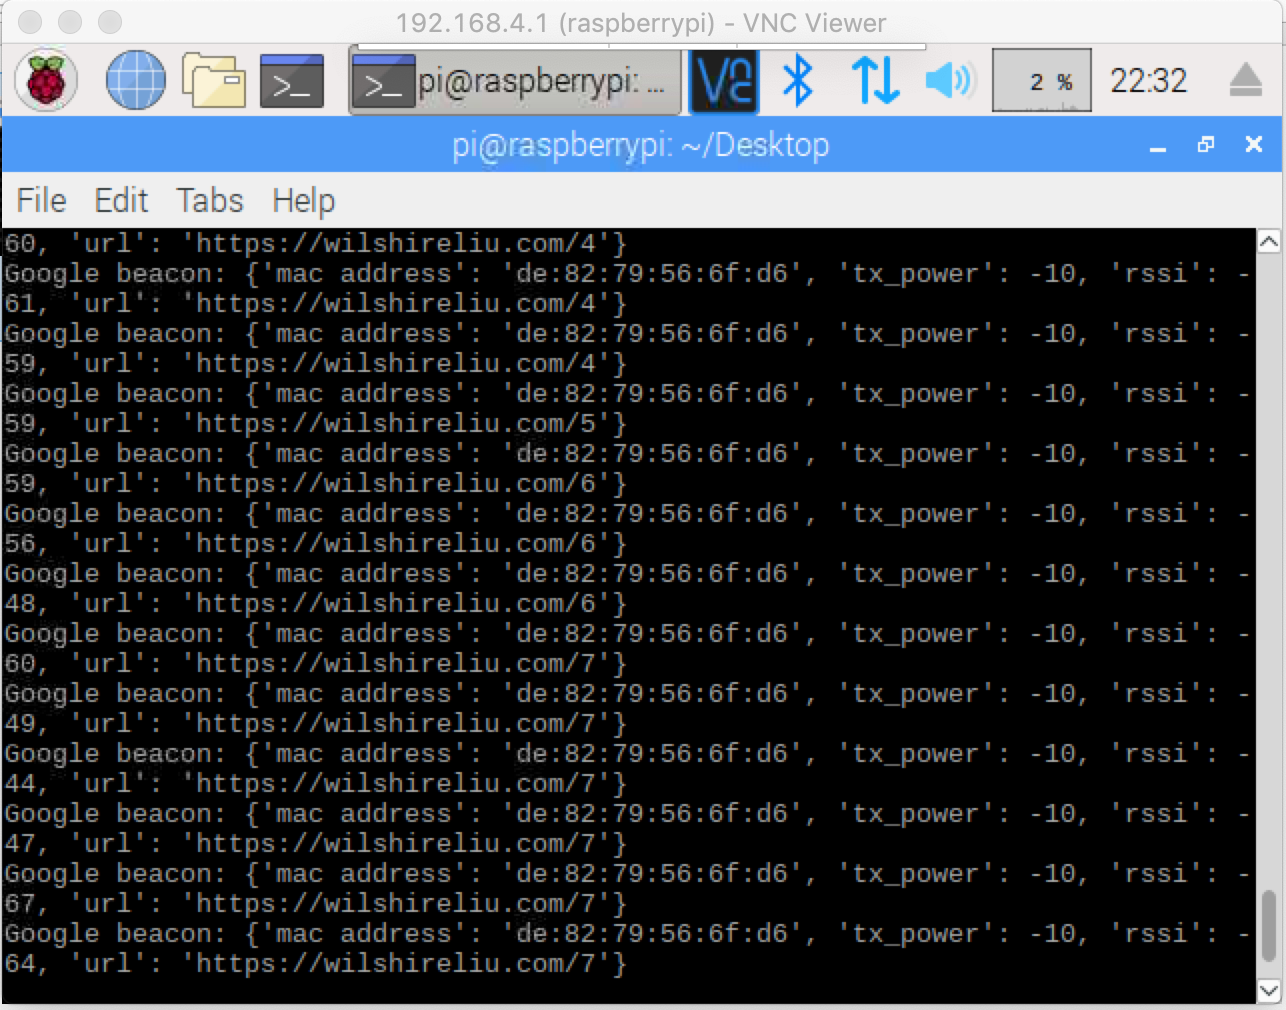 192.168.4.1 (raspberrypi) - VNC Viewer
>_ >_ pi@raspberrypi: ... 2 % 22:32
pi@raspberrypi: ~/Desktop
File Edit Tabs Help
60, 'url': 'https://wilshireliu.com/4'}
Google beacon: {'mac address': 'de:82:79:56:6f:d6', 'tx_power': -10, 'rssi': -
61, 'url': 'https://wilshireliu.com/4'}
Google beacon: {'mac address': 'de:82:79:56:6f:d6', 'tx_power': -10, 'rssi': -
59, 'url': 'https://wilshireliu.com/4'}
Google beacon: {'mac address': 'de:82:79:56:6f:d6', 'tx_power': -10, 'rssi': -
59, 'url': 'https://wilshireliu.com/5'}
Google beacon: {'mac address': 'de:82:79:56:6f:d6', 'tx_power': -10, 'rssi': -
59, 'url': 'https://wilshireliu.com/6'}
Google beacon: {'mac address': 'de:82:79:56:6f:d6', 'tx_power': -10, 'rssi': -
56, 'url': 'https://wilshireliu.com/6'}
Google beacon: {'mac address': 'de:82:79:56:6f:d6', 'tx_power': -10, 'rssi': -
48, 'url': 'https://wilshireliu.com/6'}
Google beacon: {'mac address': 'de:82:79:56:6f:d6', 'tx_power': -10, 'rssi': -
60, 'url': 'https://wilshireliu.com/7'}
Google beacon: {'mac address': 'de:82:79:56:6f:d6', 'tx_power': -10, 'rssi': -
49, 'url': 'https://wilshireliu.com/7'}
Google beacon: {'mac address': 'de:82:79:56:6f:d6', 'tx_power': -10, 'rssi': -
44, 'url': 'https://wilshireliu.com/7'}
Google beacon: {'mac address': 'de:82:79:56:6f:d6', 'tx_power': -10, 'rssi': -
47, 'url': 'https://wilshireliu.com/7'}
Google beacon: {'mac address': 'de:82:79:56:6f:d6', 'tx_power': -10, 'rssi': -
67, 'url': 'https://wilshireliu.com/7'}
Google beacon: {'mac address': 'de:82:79:56:6f:d6', 'tx_power': -10, 'rssi': -
64, 'url': 'https://wilshireliu.com/7'}